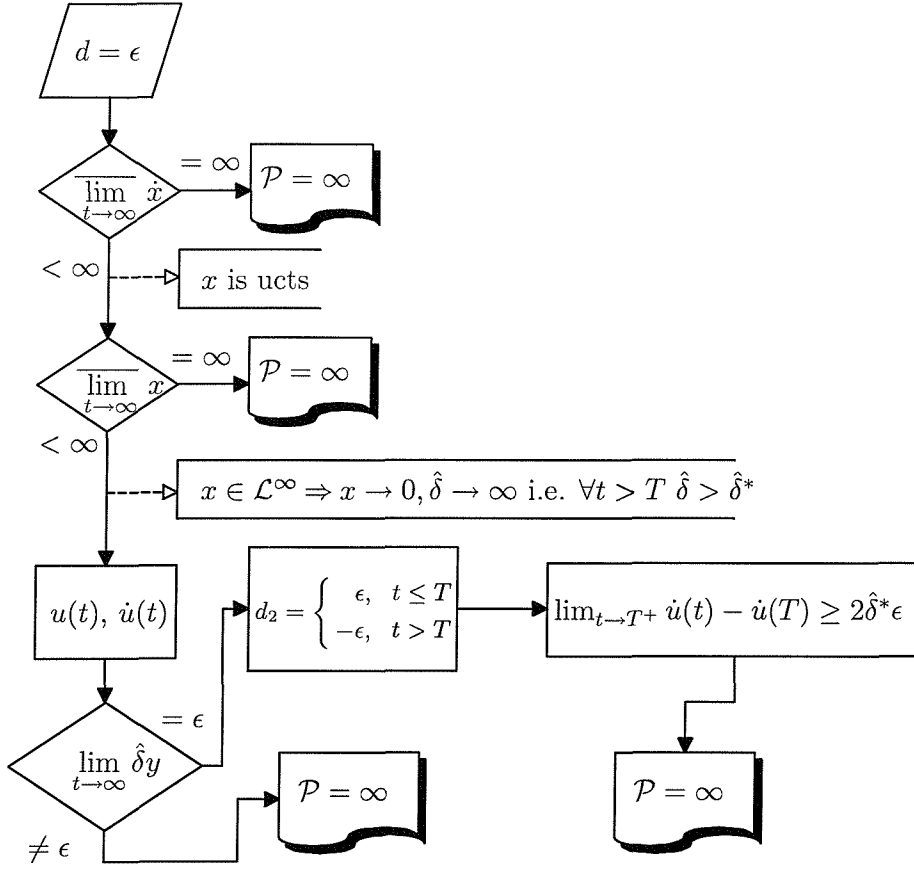 d = ϵ
= ∞
𝒫 = ∞
lim ẋ
t→∞
< ∞
x is ucts
= ∞
𝒫 = ∞
lim x
t→∞
< ∞
x ∈ ℒ^∞ ⇒ x → 0, δ̂ → ∞ i.e. ∀t > T δ̂ > δ̂*
u(t), u̇(t)
d₂ = { ϵ, t ≤ T
−ϵ, t > T
lim_{t→T⁺} u̇(t) − u̇(T) ≥ 2δ̂*ϵ
= ϵ
lim δ̂y
t→∞
𝒫 = ∞
𝒫 = ∞
≠ ϵ